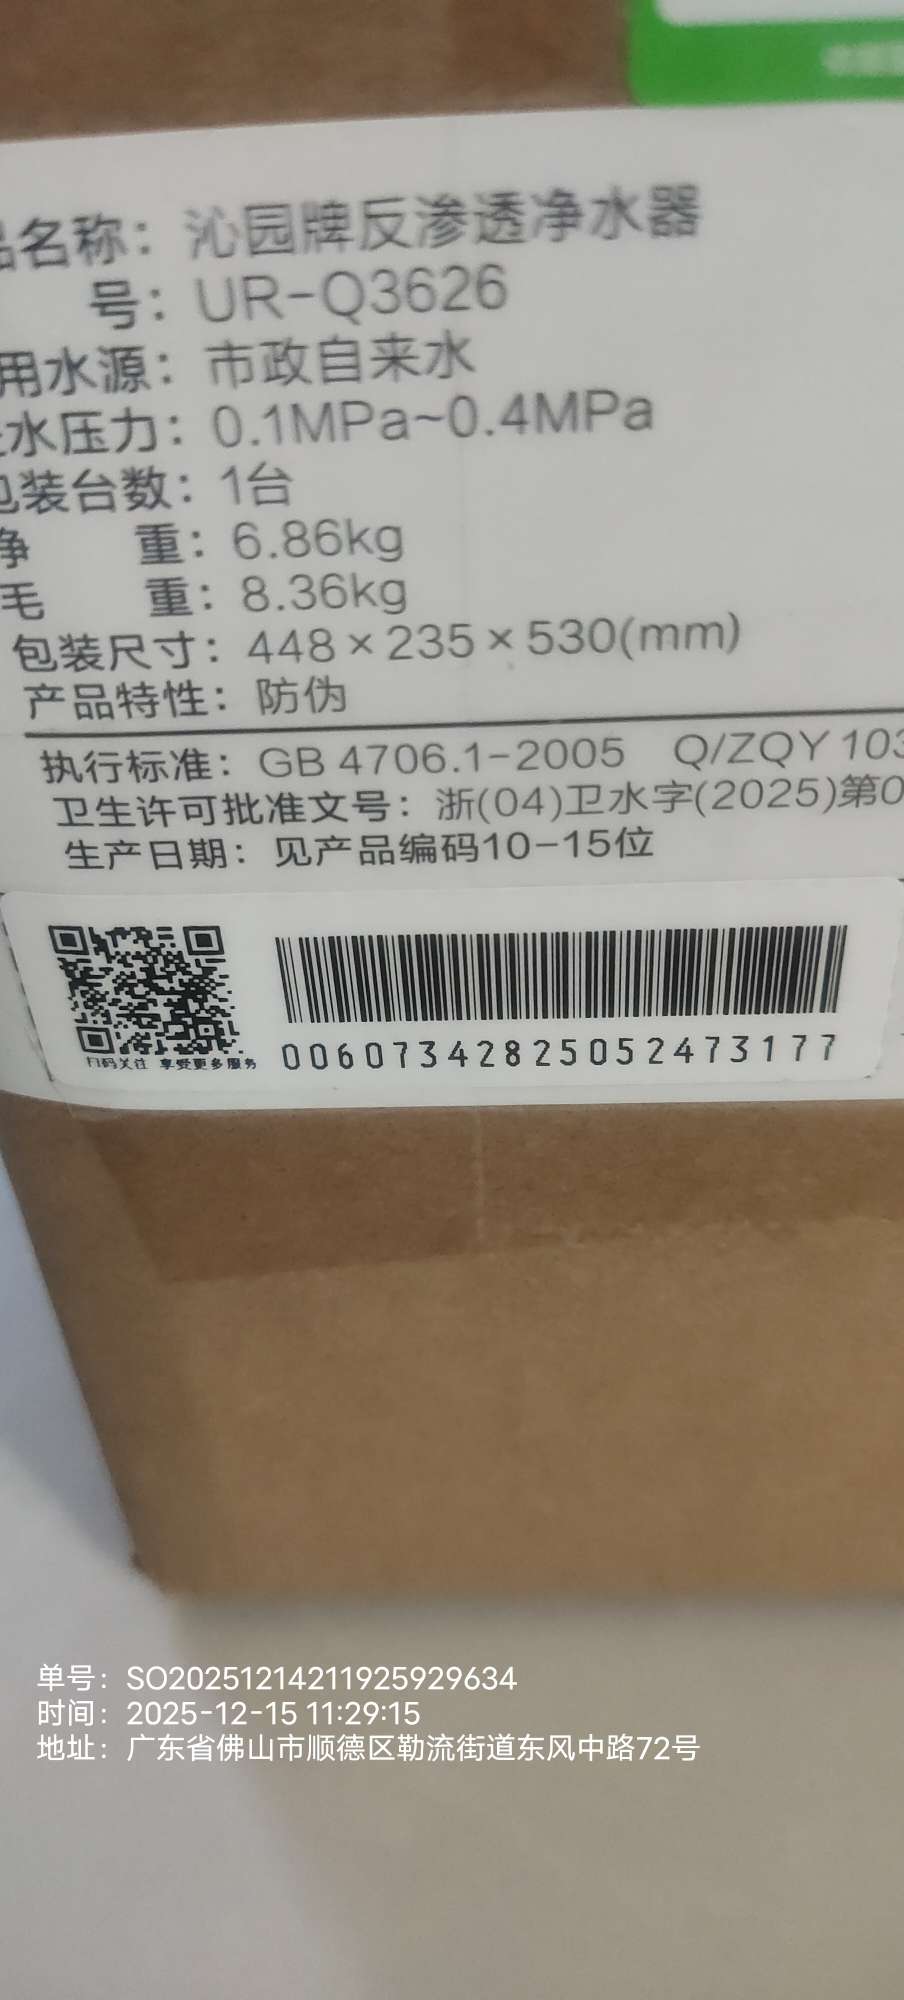 名称：沁园牌反渗透净水器
号：UR-Q3626
用水源：市政自来水
水压力：0.1MPa~0.4MPa
包装台数：1台
净 重：6.86kg
毛 重：8.36kg
包装尺寸：448×235×530(mm)
产品特性：防伪
执行标准：GB 4706.1-2005 Q/ZQY 103
卫生许可批准文号：浙(04)卫水字(2025)第0
生产日期：见产品编码10-15位
扫码关注 享受更多服务
00607342825052473177
单号：SO20251214211925929634
时间：2025-12-15 11:29:15
地址：广东省佛山市顺德区勒流街道东风中路72号